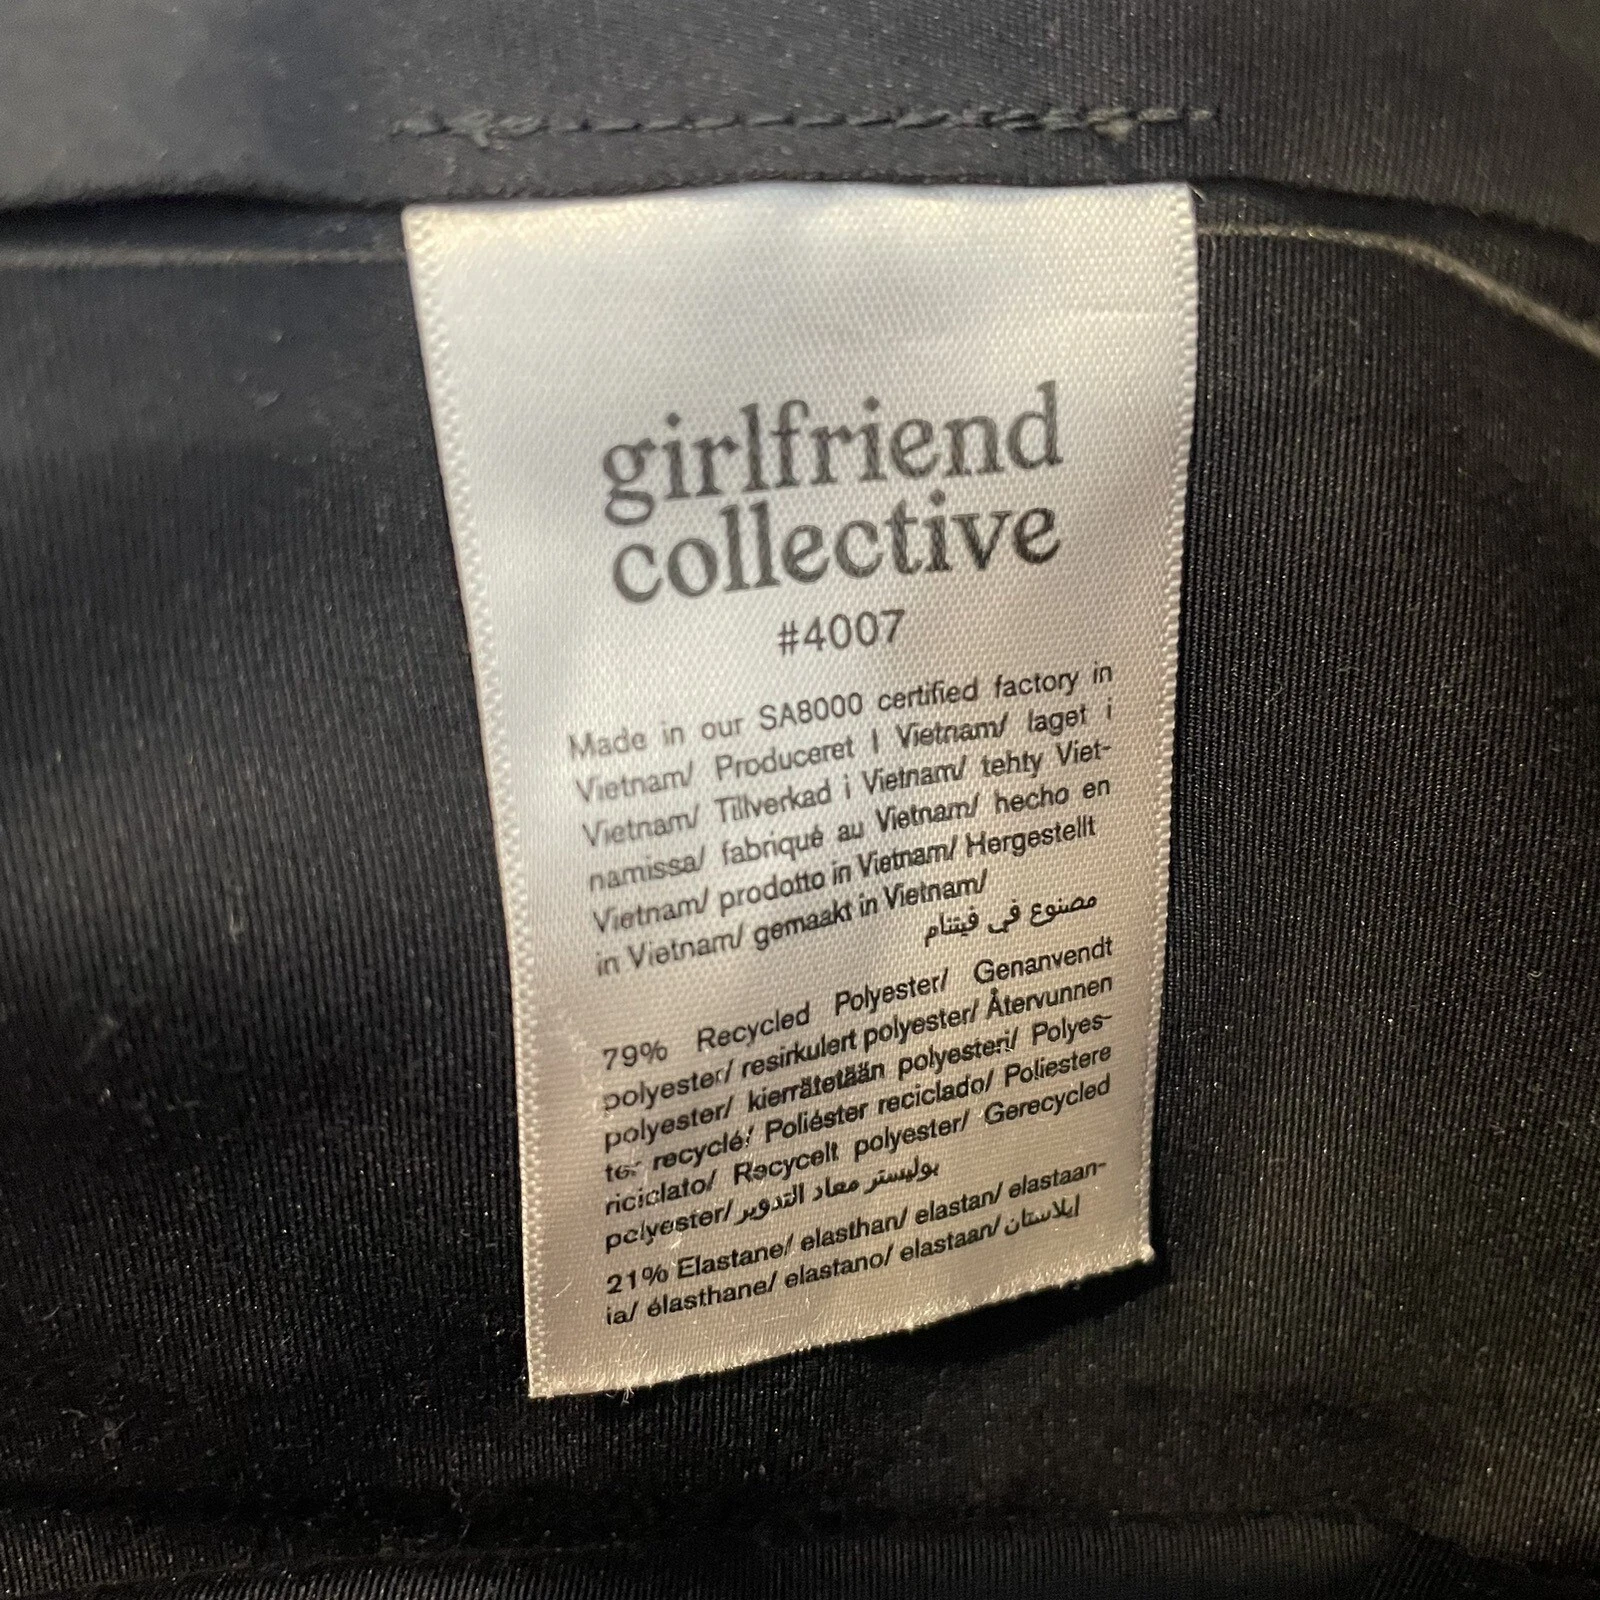 girlfriend
collective
#4007
Made in our SA8000 certified factory in
Vietnam/ Produceret I Vietnam/ laget i
Vietnam/ Tillverkad i Vietnam/ tehty Viet-
namissa/ fabriqué au Vietnam/ hecho en
Vietnam/ prodotto in Vietnam/ Hergestellt
in Vietnam/ gemaakt in Vietnam/
مصنوع في فيتنام
79% Recycled Polyester/ Genanvendt
polyester/ resirkulert polyester/ Återvunnen
polyester/ kierrätetään polyesteri/ Polyes-
ter recyclé/ Poliéster reciclado/ Poliestere
riciclato/ Recycelt polyester/ Gerecycled
polyester/ بوليستر معاد التدوير
21% Elastane/ elasthan/ elastan/ elastaan-
ia/ élasthane/ elastano/ elastaan/ إيلاستان